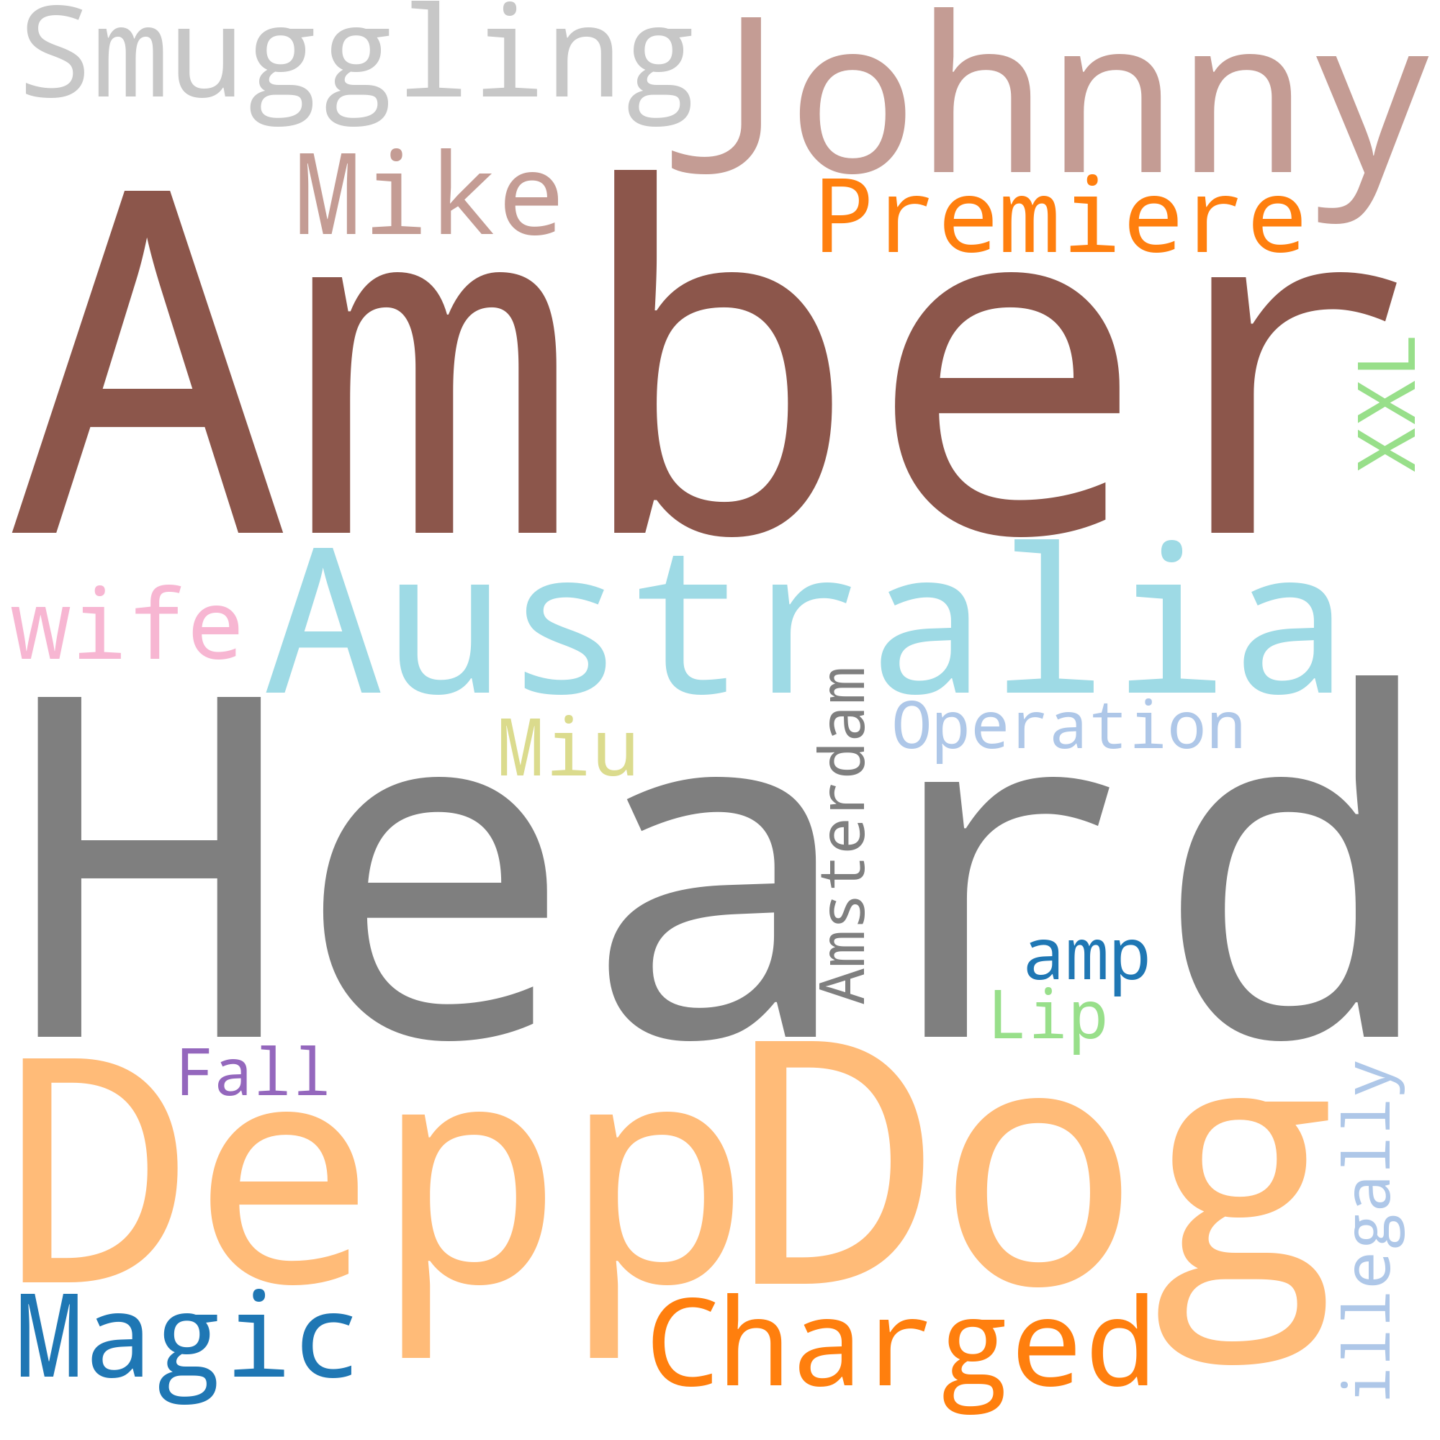 Smuggling
Johnny
Mike
Premiere
Amber
XXL
wife
Australia
Miu
Operation
Amsterdam
Heard
amp
Lip
Fall
Depp
Dog
illegally
Magic
Charged